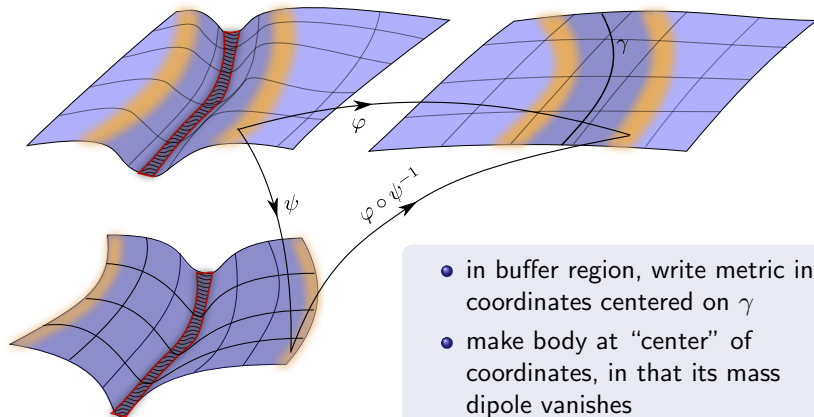 γ
φ
ψ
φ ∘ ψ⁻¹
in buffer region, write metric in
coordinates centered on γ
make body at “center” of
coordinates, in that its mass
dipole vanishes